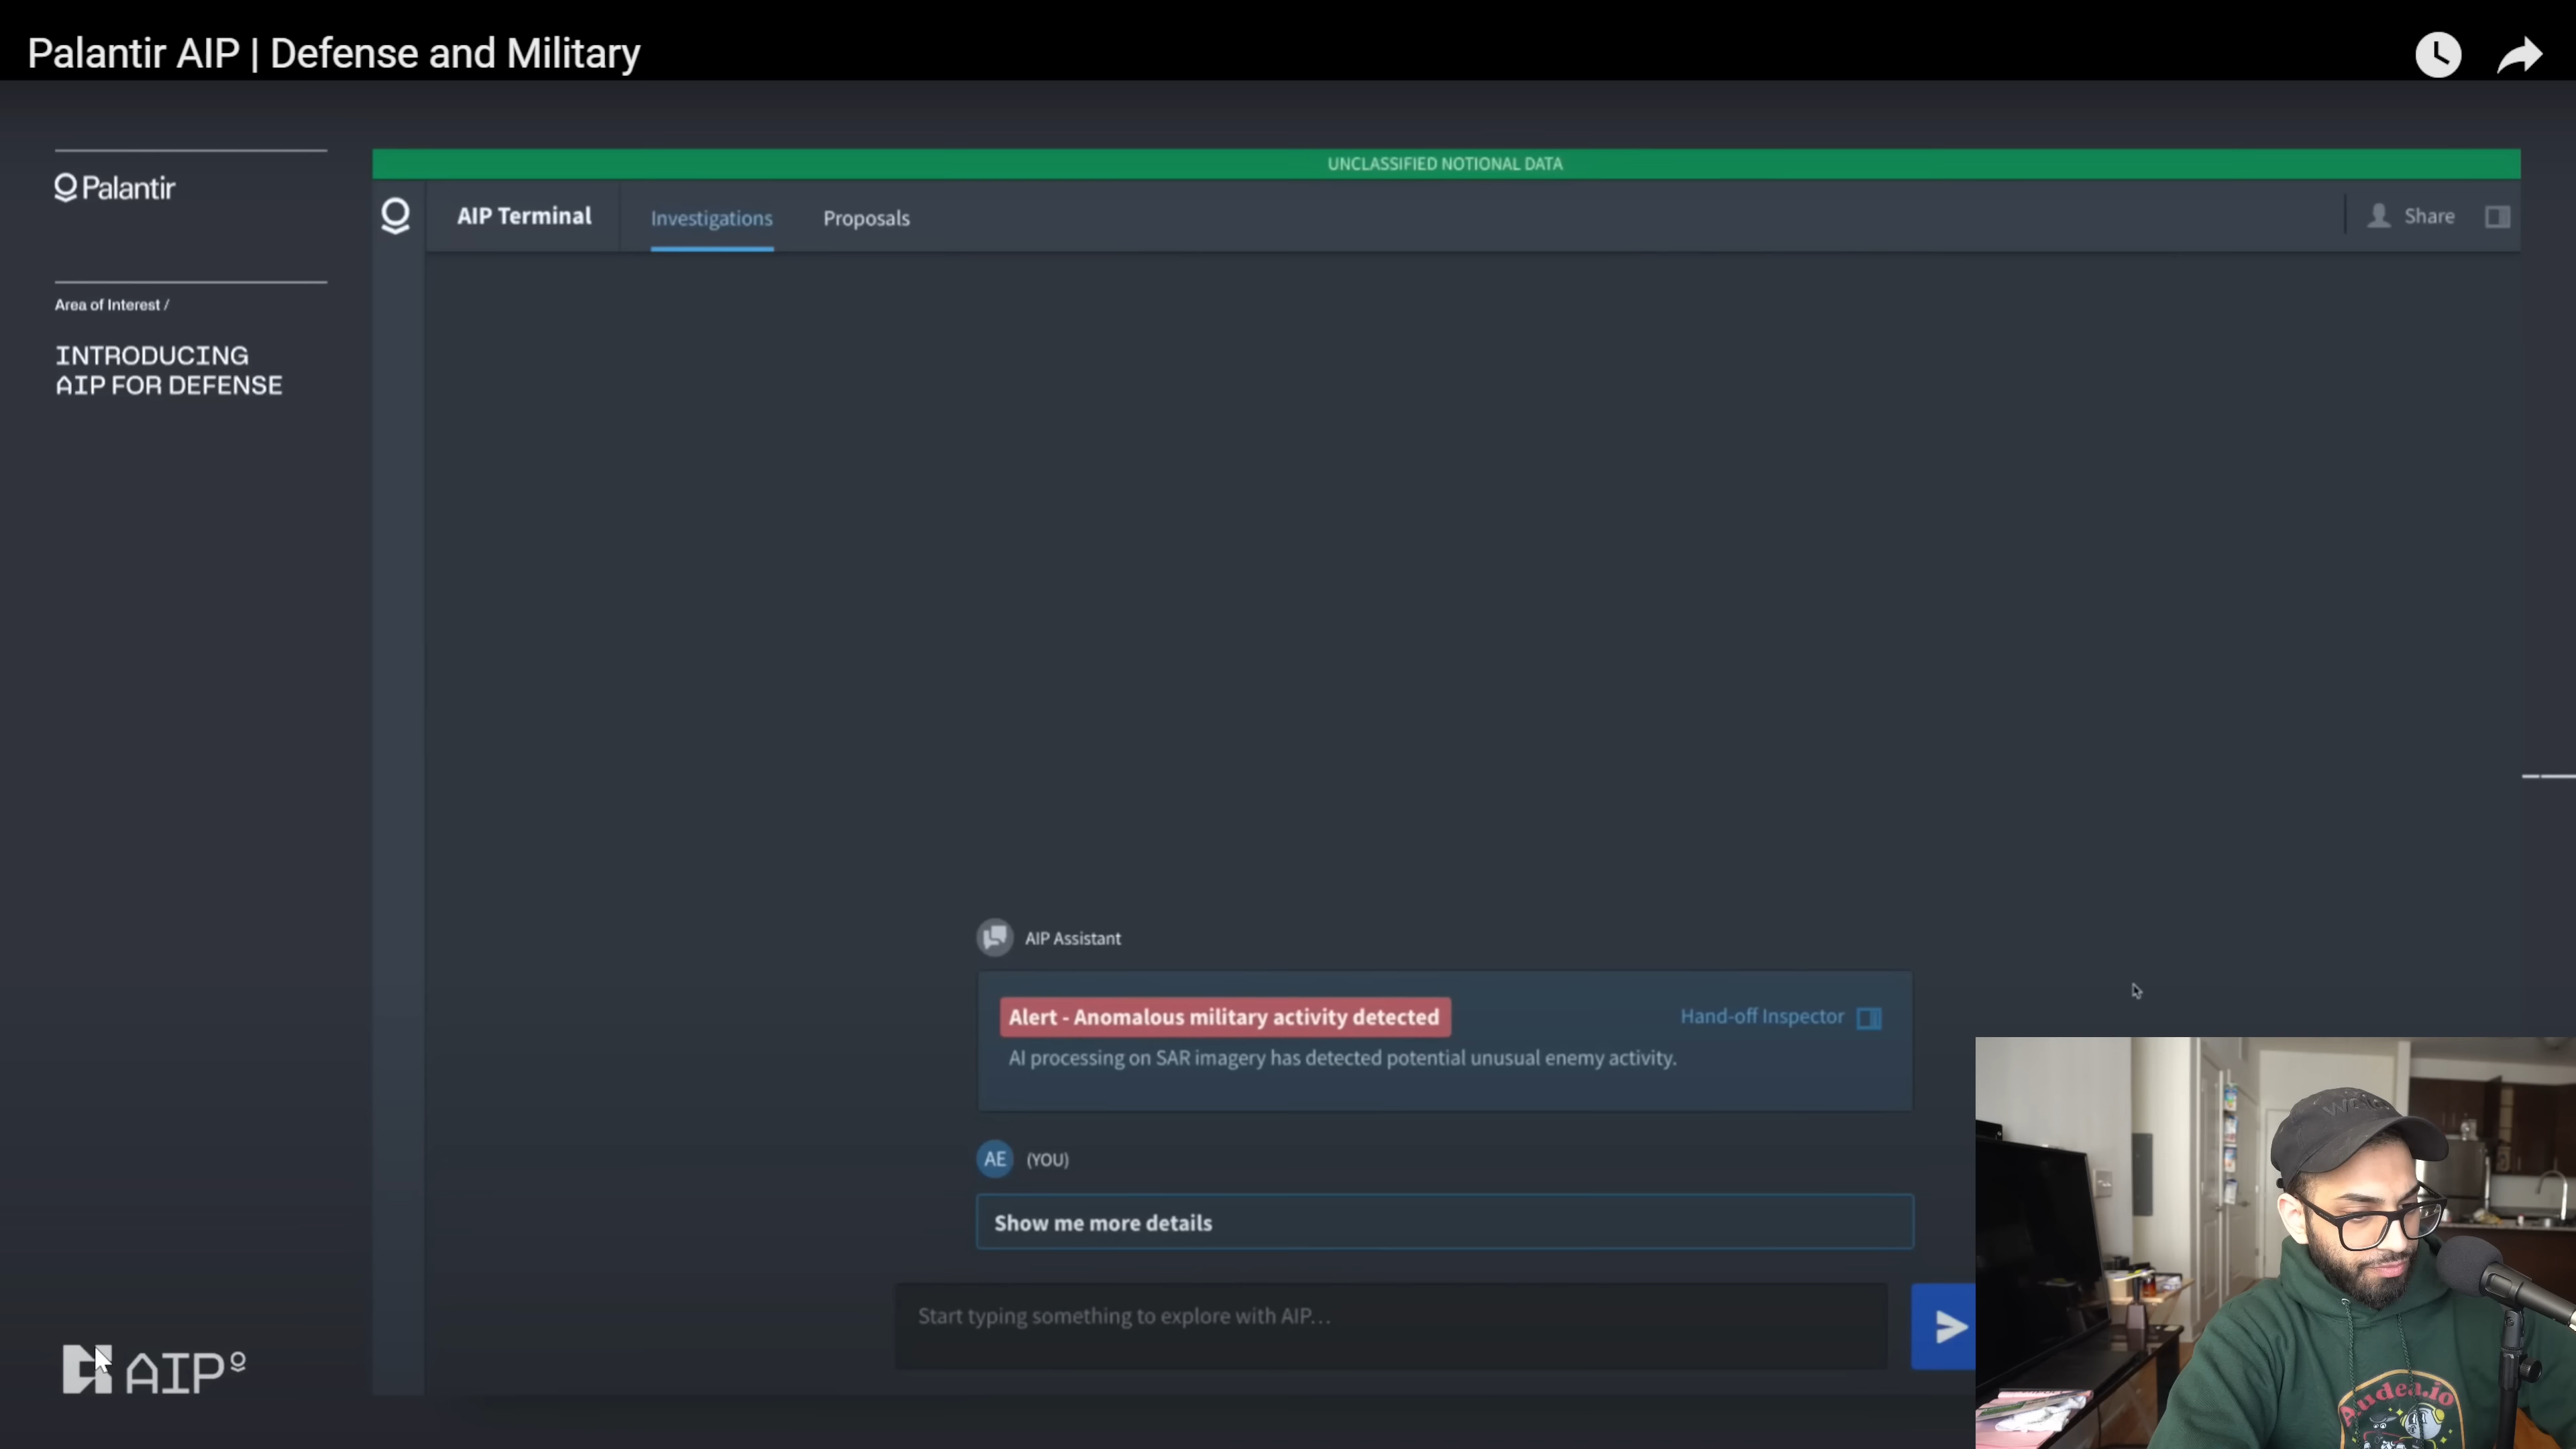 Palantir AIP | Defense and Military
Palantir
Area of Interest /
INTRODUCING
AIP FOR DEFENSE
UNCLASSIFIED NOTIONAL DATA
AIP Terminal
Investigations
Proposals
Share
AIP Assistant
Alert - Anomalous military activity detected
Hand-off Inspector
AI processing on SAR imagery has detected potential unusual enemy activity.
AE (YOU)
Show me more details
Start typing something to explore with AIP...
AIP
Audea.io